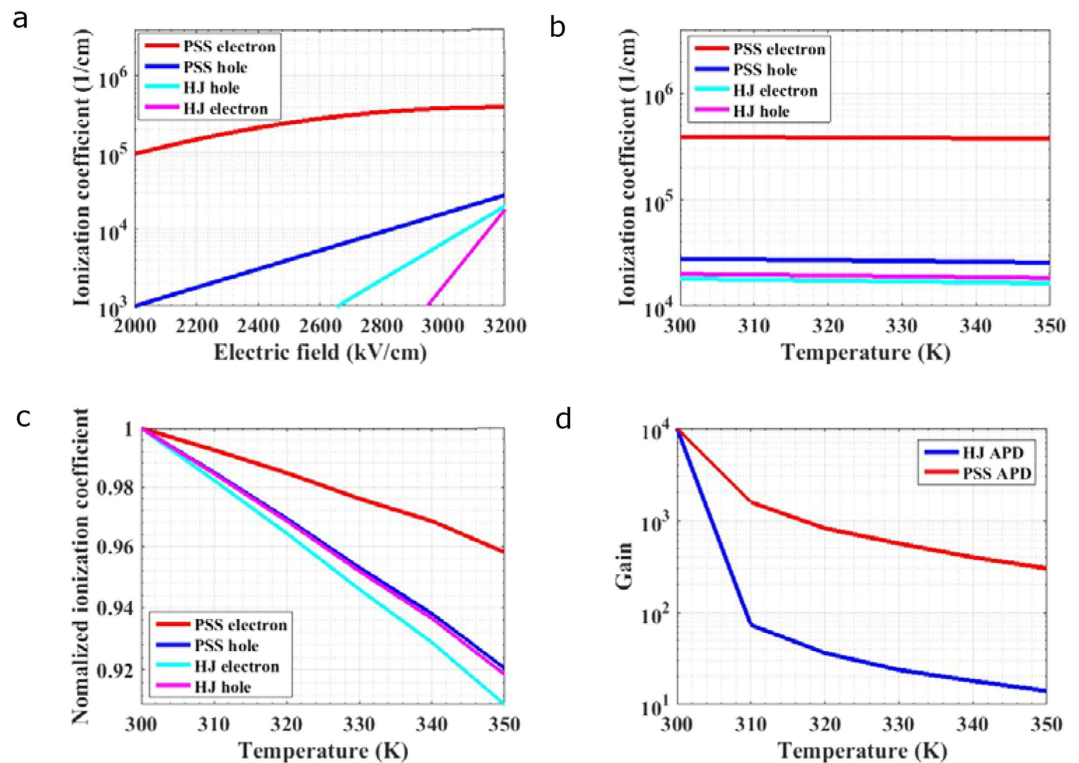 a
Ionization coefficient (1/cm)
10^6
10^5
10^4
10^3
PSS electron
PSS hole
HJ hole
HJ electron
2000 2200 2400 2600 2800 3000 3200
Electric field (kV/cm)
b
Ionization coefficient (1/cm)
10^6
10^5
10^4
PSS electron
PSS hole
HJ electron
HJ hole
300 310 320 330 340 350
Temperature (K)
c
Nomalized ionization coefficient
1
0.98
0.96
0.94
0.92
PSS electron
PSS hole
HJ electron
HJ hole
300 310 320 330 340 350
Temperature (K)
d
Gain
10^4
10^3
10^2
10^1
HJ APD
PSS APD
300 310 320 330 340 350
Temperature (K)